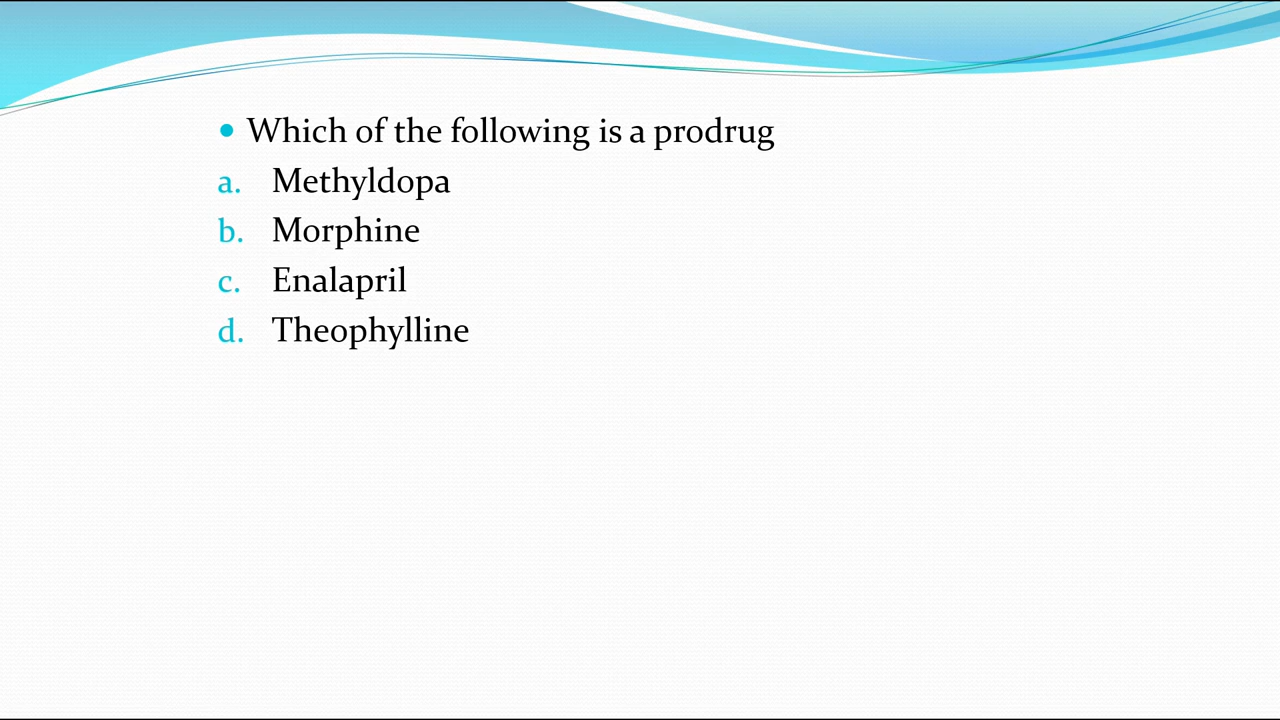 • Which of the following is a prodrug
a. Methyldopa
b. Morphine
c. Enalapril
d. Theophylline